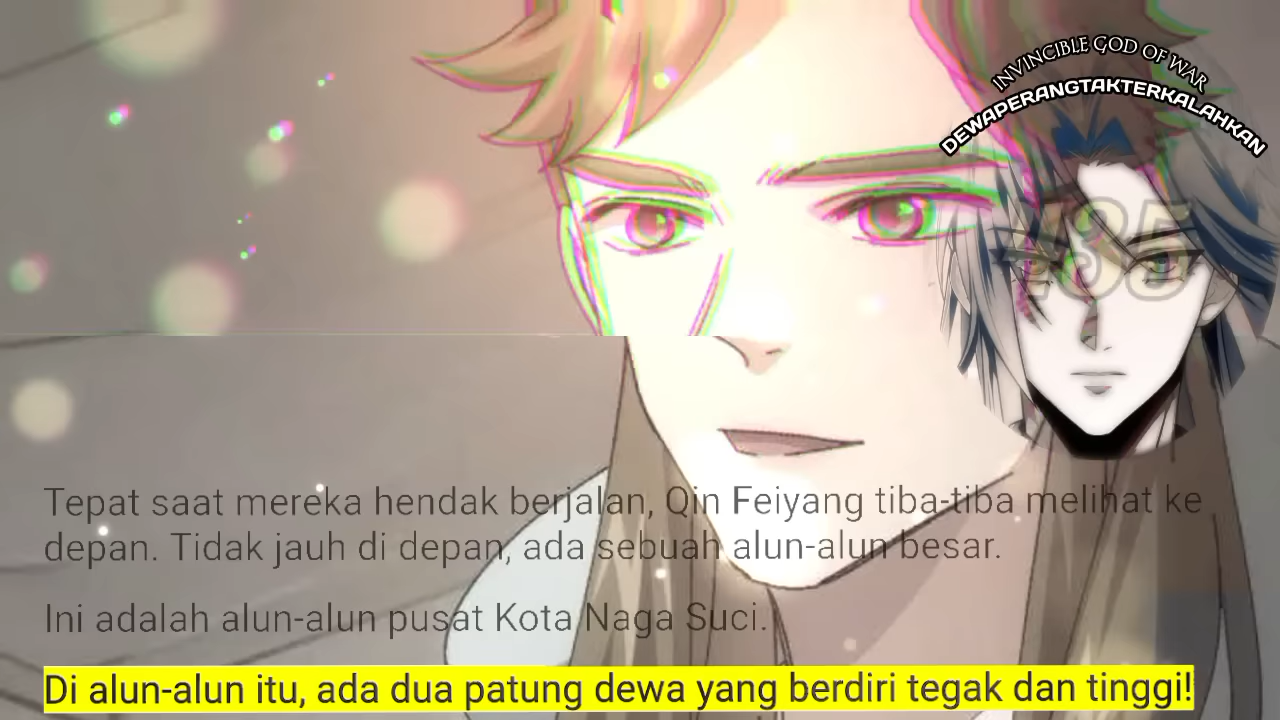 INVINCIBLE GOD OF WAR
DEWAPERANGTAKTERKALAHKAN
Tepat saat mereka hendak berjalan, Qin Feiyang tiba-tiba melihat ke
depan. Tidak jauh di depan, ada sebuah alun-alun besar.
Ini adalah alun-alun pusat Kota Naga Suci.
Di alun-alun itu, ada dua patung dewa yang berdiri tegak dan tinggi!